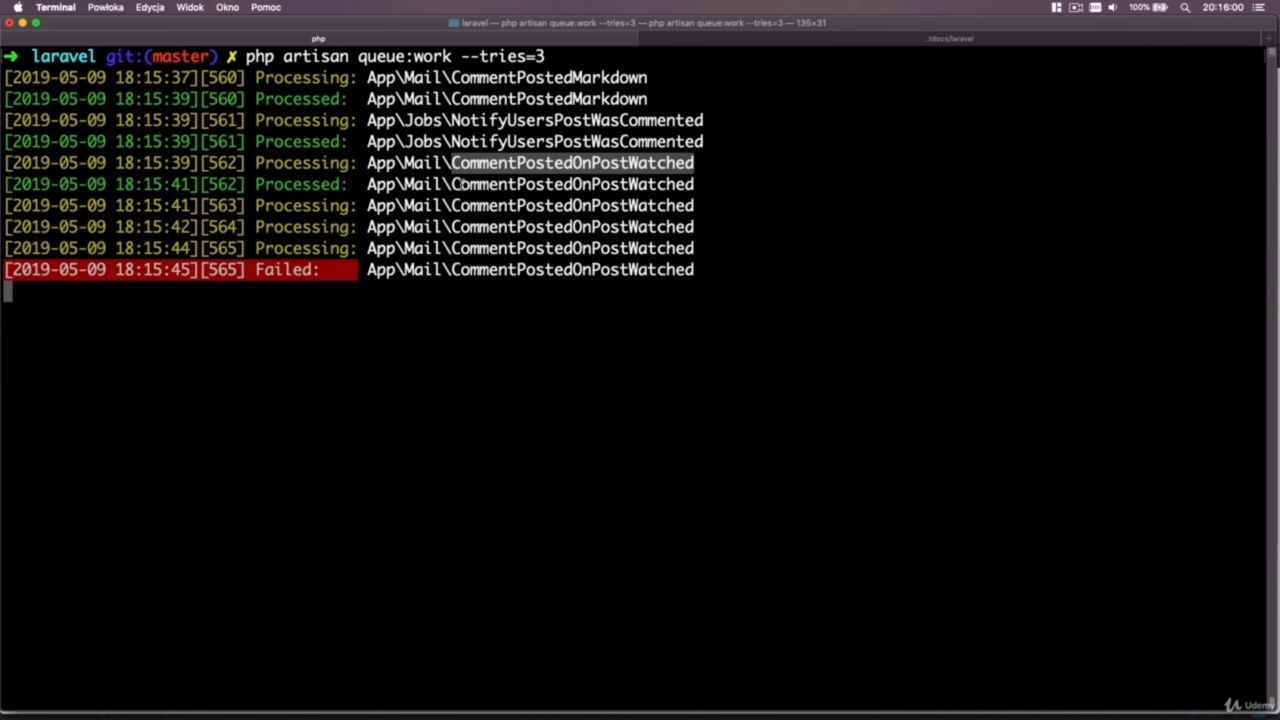 Terminal Powłoka Edycja Widok Okno Pomoc 100% 20:16:00
laravel — php artisan queue:work --tries=3 — php artisan queue:work --tries=3 — 135×31
php ..tdocs/laravel
➜ laravel git:(master) ✗ php artisan queue:work --tries=3
[2019-05-09 18:15:37][560] Processing: App\Mail\CommentPostedMarkdown
[2019-05-09 18:15:39][560] Processed: App\Mail\CommentPostedMarkdown
[2019-05-09 18:15:39][561] Processing: App\Jobs\NotifyUsersPostWasCommented
[2019-05-09 18:15:39][561] Processed: App\Jobs\NotifyUsersPostWasCommented
[2019-05-09 18:15:39][562] Processing: App\Mail\CommentPostedOnPostWatched
[2019-05-09 18:15:41][562] Processed: App\Mail\CommentPostedOnPostWatched
[2019-05-09 18:15:41][563] Processing: App\Mail\CommentPostedOnPostWatched
[2019-05-09 18:15:42][564] Processing: App\Mail\CommentPostedOnPostWatched
[2019-05-09 18:15:44][565] Processing: App\Mail\CommentPostedOnPostWatched
[2019-05-09 18:15:45][565] Failed: App\Mail\CommentPostedOnPostWatched
Udemy